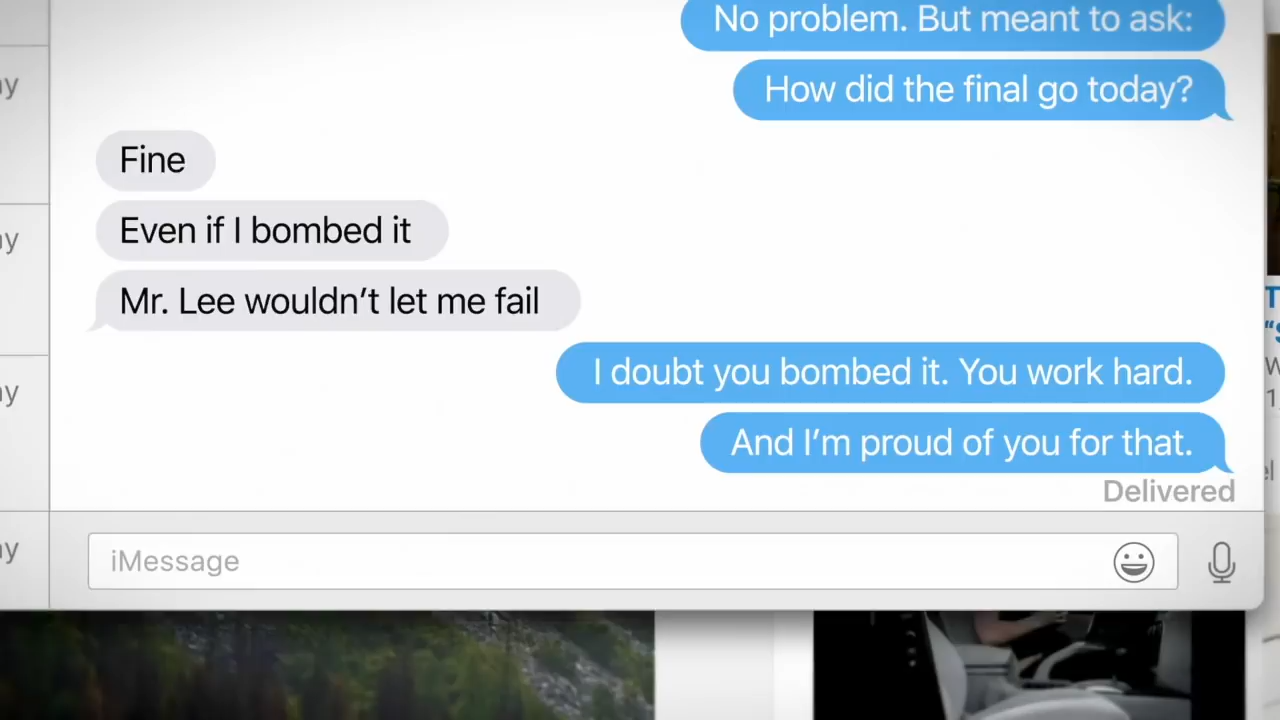 No problem. But meant to ask:
How did the final go today?
Fine
Even if I bombed it
Mr. Lee wouldn’t let me fail
I doubt you bombed it. You work hard.
And I’m proud of you for that.
Delivered
iMessage